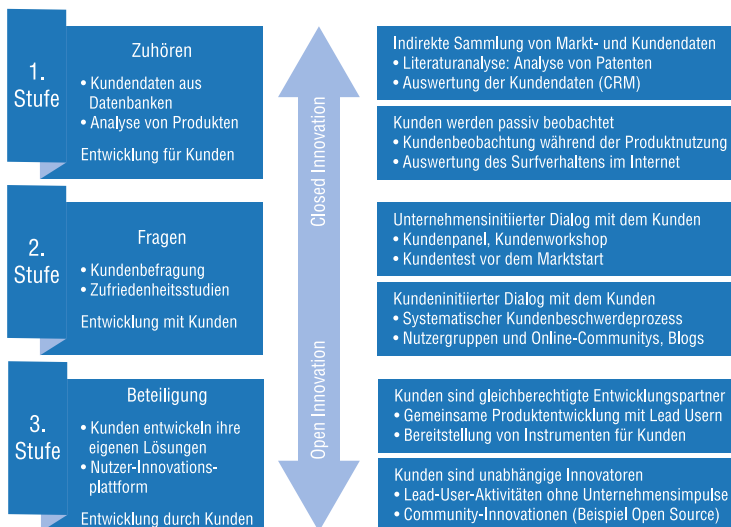 1.
Stufe
Zuhören
• Kundendaten aus
Datenbanken
• Analyse von Produkten
Entwicklung für Kunden
2.
Stufe
Fragen
• Kundenbefragung
• Zufriedenheitsstudien
Entwicklung mit Kunden
3.
Stufe
Beteiligung
• Kunden entwickeln ihre
eigenen Lösungen
• Nutzer-Innovations-
plattform
Entwicklung durch Kunden
Closed Innovation
Open Innovation
Indirekte Sammlung von Markt- und Kundendaten
• Literaturanalyse: Analyse von Patenten
• Auswertung der Kundendaten (CRM)
Kunden werden passiv beobachtet
• Kundenbeobachtung während der Produktnutzung
• Auswertung des Surfverhaltens im Internet
Unternehmensinitiierter Dialog mit dem Kunden
• Kundenpanel, Kundenworkshop
• Kundentest vor dem Marktstart
Kundeninitiierter Dialog mit dem Kunden
• Systematischer Kundenbeschwerdeprozess
• Nutzergruppen und Online-Communitys, Blogs
Kunden sind gleichberechtigte Entwicklungspartner
• Gemeinsame Produktentwicklung mit Lead Usern
• Bereitstellung von Instrumenten für Kunden
Kunden sind unabhängige Innovatoren
• Lead-User-Aktivitäten ohne Unternehmensimpulse
• Community-Innovationen (Beispiel Open Source)